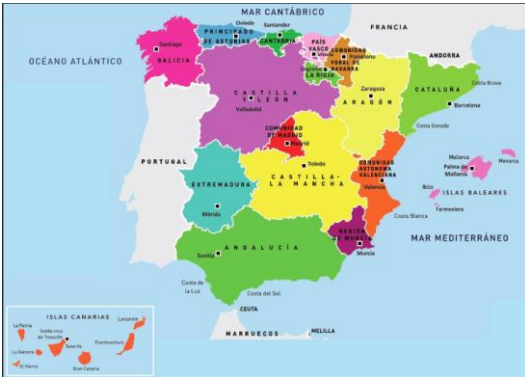 MAR CANTÁBRICO
FRANCIA
OCÉANO ATLÁNTICO
Santiago
GALICIA
Oviedo
PRINCIPADO
DE ASTURIAS
Santander
CANTABRIA
PAÍS
VASCO
Vitoria
COMUNIDAD
FORAL DE
NAVARRA
Pamplona
Logroño
LA RIOJA
ANDORRA
CASTILLA
Y LEÓN
Valladolid
Zaragoza
ARAGÓN
CATALUÑA
Barcelona
Costa Brava
Costa Dorada
COMUNIDAD
DE MADRID
Madrid
PORTUGAL
Toledo
CASTILLA-
LA MANCHA
EXTREMADURA
Mérida
COMUNIDAD
AUTÓNOMA
VALENCIANA
Valencia
Mallorca
Palma de
Mallorca
Menorca
Ibiza
Formentera
ISLAS BALEARES
Costa Blanca
MAR MEDITERRÁNEO
REGIÓN
DE MURCIA
Murcia
ANDALUCÍA
Sevilla
Costa de
la Luz
Costa del Sol
CEUTA
MELILLA
MARRUECOS
ISLAS CANARIAS
La Palma
Santa cruz
de Tenerife
Tenerife
La Gomera
El Hierro
Gran Canaria
Fuerteventura
Lanzarote